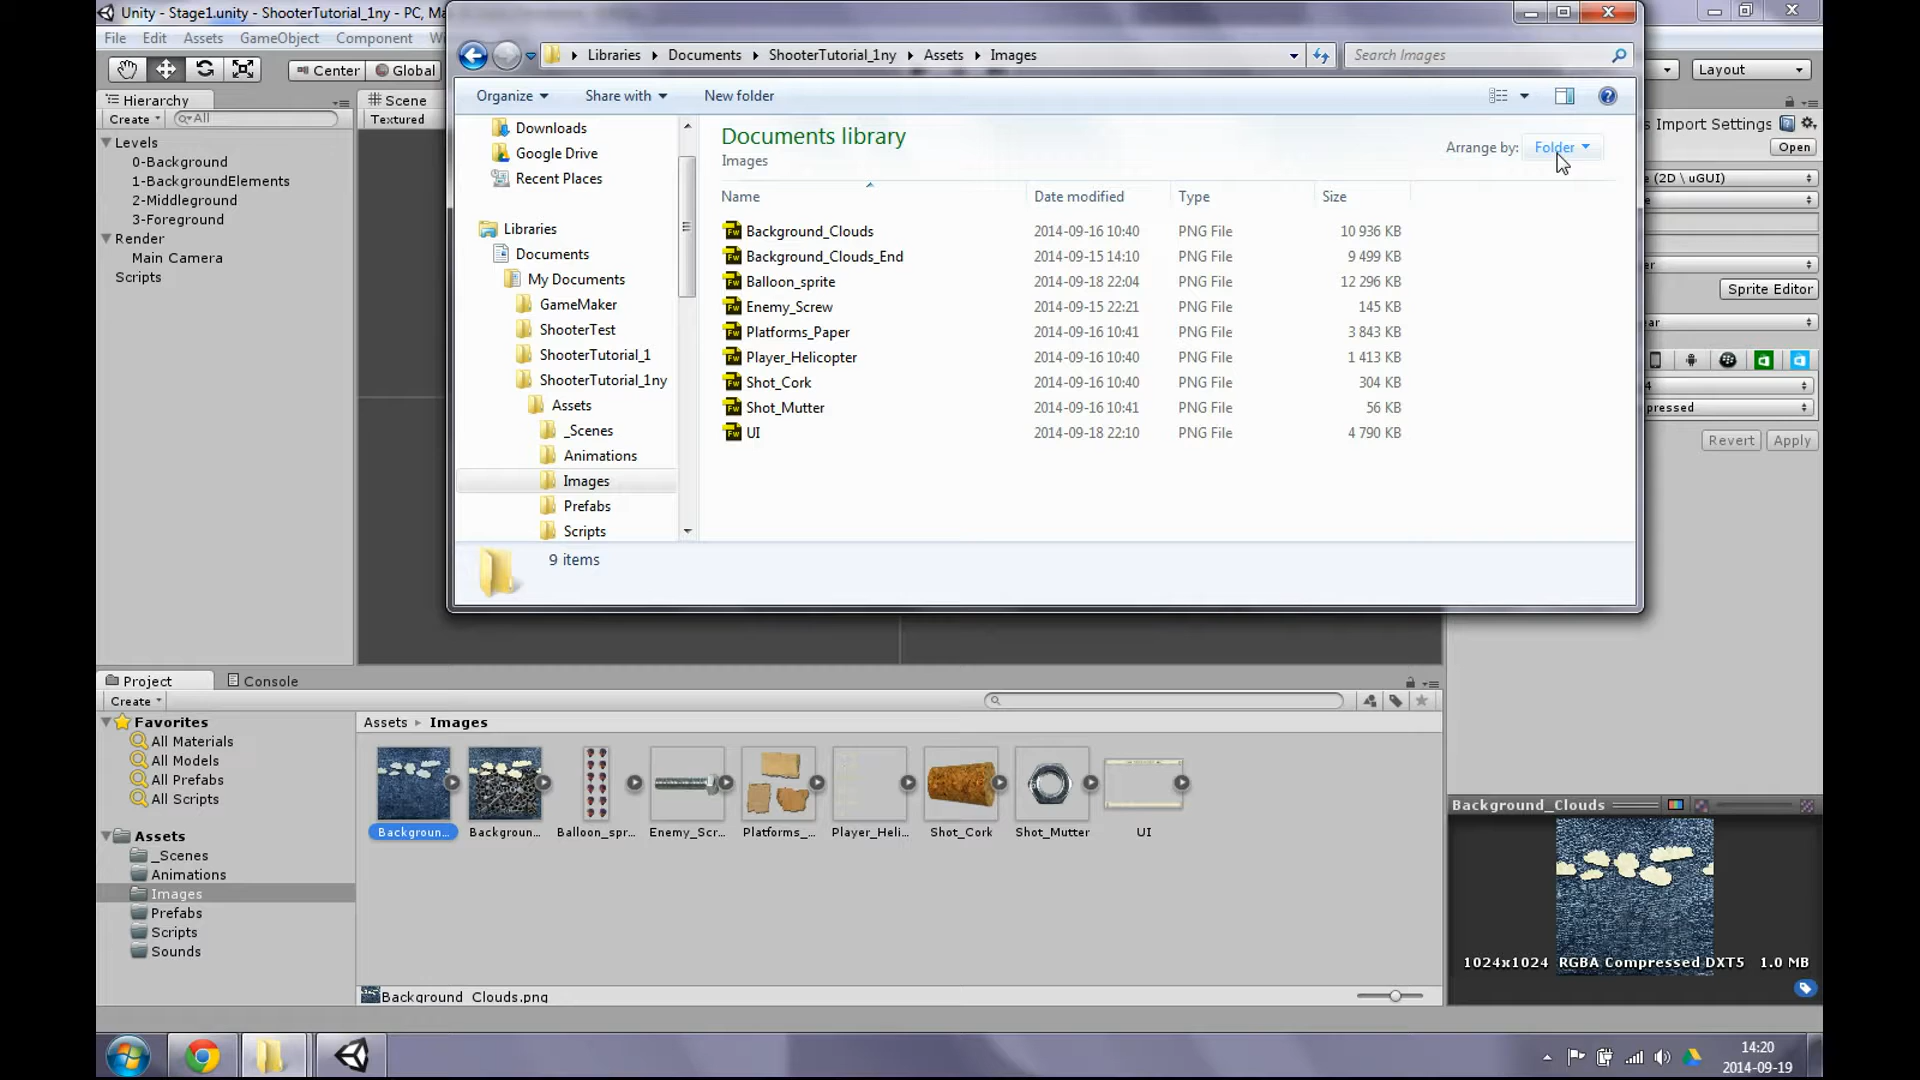 Unity - Stage1.unity - ShooterTutorial_1ny - PC, Ma
File Edit Assets GameObject Component
Center Global
Layout
Hierarchy
Create All
Levels
0-Background
1-BackgroundElements
2-Middleground
3-Foreground
Render
Main Camera
Scripts
Scene
Textured
Libraries Documents ShooterTutorial_1ny Assets Images
Search Images
Organize Share with New folder
Downloads
Google Drive
Recent Places
Libraries
Documents
My Documents
GameMaker
ShooterTest
ShooterTutorial_1
ShooterTutorial_1ny
Assets
_Scenes
Animations
Images
Prefabs
Scripts
Documents library
Images
Arrange by: Folder
Name Date modified Type Size
Background_Clouds 2014-09-16 10:40 PNG File 10 936 KB
Background_Clouds_End 2014-09-15 14:10 PNG File 9 499 KB
Balloon_sprite 2014-09-18 22:04 PNG File 12 296 KB
Enemy_Screw 2014-09-15 22:21 PNG File 145 KB
Platforms_Paper 2014-09-16 10:41 PNG File 3 843 KB
Player_Helicopter 2014-09-16 10:40 PNG File 1 413 KB
Shot_Cork 2014-09-16 10:40 PNG File 304 KB
Shot_Mutter 2014-09-16 10:41 PNG File 56 KB
UI 2014-09-18 22:10 PNG File 4 790 KB
9 items
s Import Settings
Open
(2D \ uGUI)
Sprite Editor
ar
4
pressed
Revert Apply
Project Console
Create
Favorites
All Materials
All Models
All Prefabs
All Scripts
Assets
_Scenes
Animations
Images
Prefabs
Scripts
Sounds
Assets Images
Backgroun... Backgroun... Balloon_spr... Enemy_Scr... Platforms_... Player_Heli... Shot_Cork Shot_Mutter UI
Background_Clouds.png
Background_Clouds
1024x1024 RGBA Compressed DXT5 1.0 MB
14:20
2014-09-19